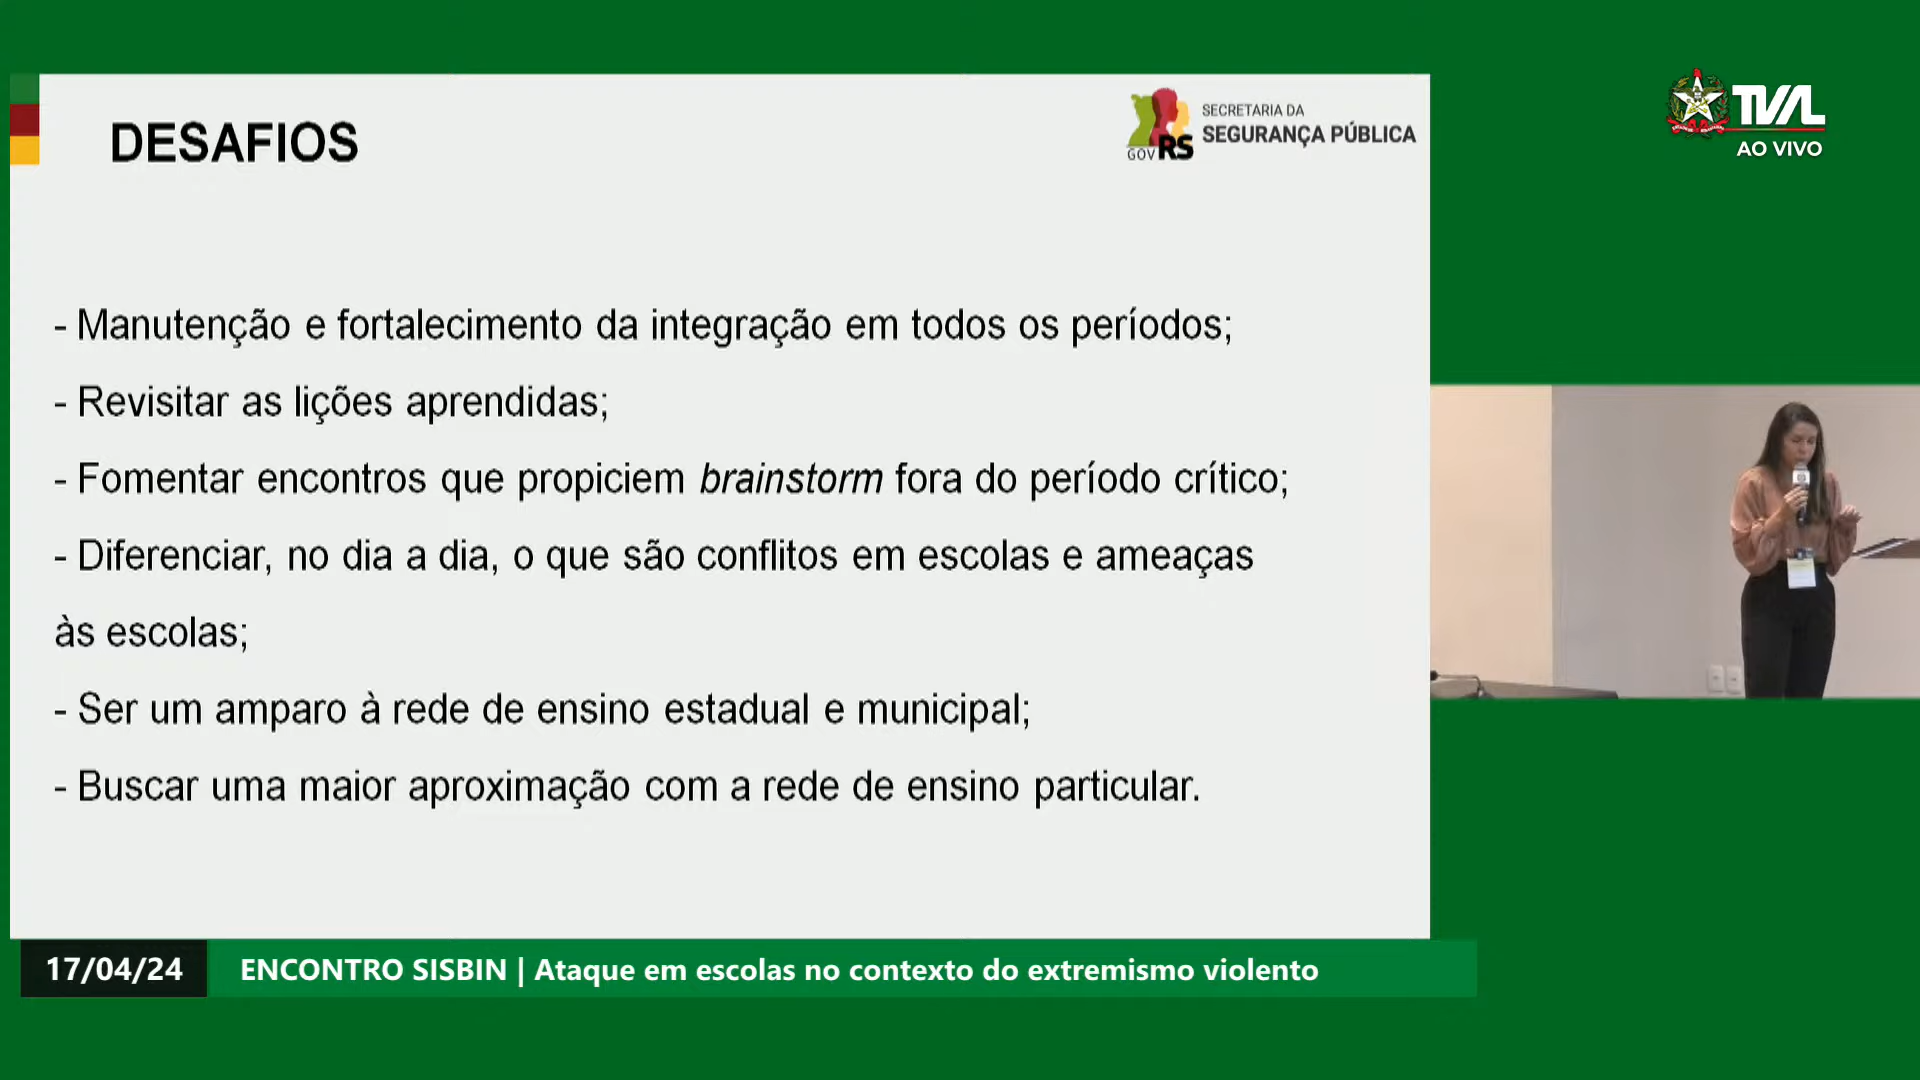 DESAFIOS
GOV RS
SECRETARIA DA
SEGURANÇA PÚBLICA
TVAL
AO VIVO
- Manutenção e fortalecimento da integração em todos os períodos;
- Revisitar as lições aprendidas;
- Fomentar encontros que propiciem brainstorm fora do período crítico;
- Diferenciar, no dia a dia, o que são conflitos em escolas e ameaças
às escolas;
- Ser um amparo à rede de ensino estadual e municipal;
- Buscar uma maior aproximação com a rede de ensino particular.
17/04/24
ENCONTRO SISBIN | Ataque em escolas no contexto do extremismo violento